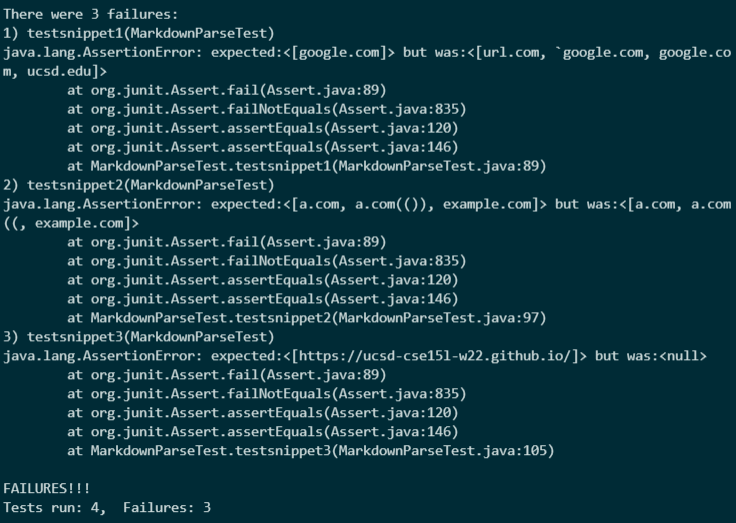 There were 3 failures:
1) testsnippet1(MarkdownParseTest)
java.lang.AssertionError: expected:<[google.com]> but was:<[url.com, `google.com, google.co
m, ucsd.edu]>
        at org.junit.Assert.fail(Assert.java:89)
        at org.junit.Assert.failNotEquals(Assert.java:835)
        at org.junit.Assert.assertEquals(Assert.java:120)
        at org.junit.Assert.assertEquals(Assert.java:146)
        at MarkdownParseTest.testsnippet1(MarkdownParseTest.java:89)
2) testsnippet2(MarkdownParseTest)
java.lang.AssertionError: expected:<[a.com, a.com(()), example.com]> but was:<[a.com, a.com
((, example.com]>
        at org.junit.Assert.fail(Assert.java:89)
        at org.junit.Assert.failNotEquals(Assert.java:835)
        at org.junit.Assert.assertEquals(Assert.java:120)
        at org.junit.Assert.assertEquals(Assert.java:146)
        at MarkdownParseTest.testsnippet2(MarkdownParseTest.java:97)
3) testsnippet3(MarkdownParseTest)
java.lang.AssertionError: expected:<[https://ucsd-cse15l-w22.github.io/]> but was:<null>
        at org.junit.Assert.fail(Assert.java:89)
        at org.junit.Assert.failNotEquals(Assert.java:835)
        at org.junit.Assert.assertEquals(Assert.java:120)
        at org.junit.Assert.assertEquals(Assert.java:146)
        at MarkdownParseTest.testsnippet3(MarkdownParseTest.java:105)

FAILURES!!!
Tests run: 4,  Failures: 3